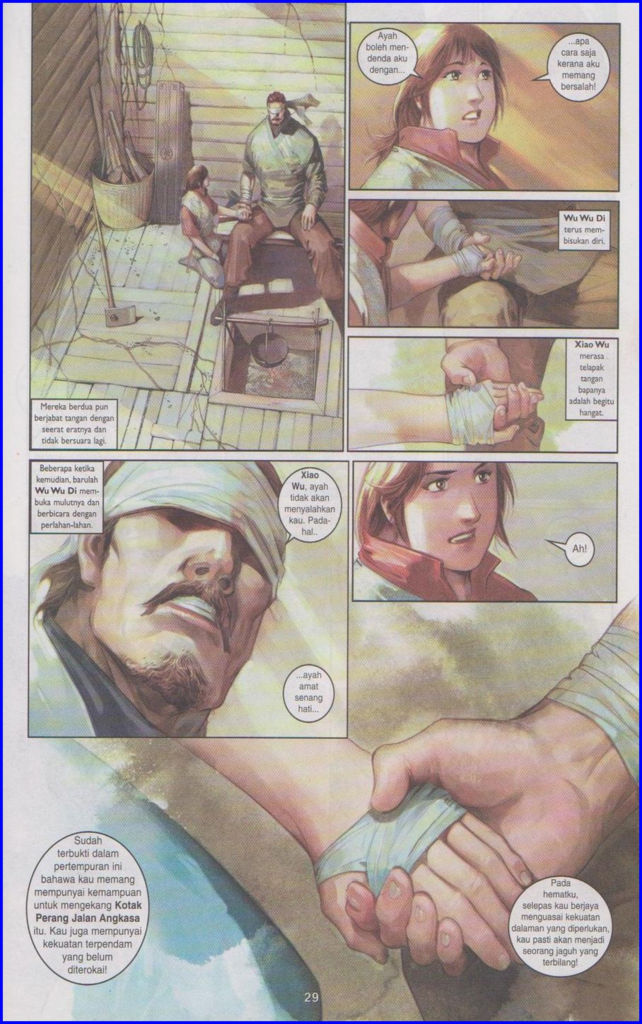 Ayah
boleh men-
denda aku
dengan...
...apa
cara saja
kerana aku
memang
bersalah!
Wu Wu Di
terus mem-
bisukan diri.
Xiao Wu
merasa
telapak
tangan
bapanya
adalah begitu
hangat.
Mereka berdua pun
berjabat tangan dengan
seerat eratnya dan
tidak bersuara lagi.
Beberapa ketika
kemudian, barulah
Wu Wu Di mem-
buka mulutnya dan
berbicara dengan
perlahan-lahan.
Xiao
Wu, ayah
tidak akan
menyalahkan
kau. Pada-
hal..
...ayah
amat
senang
hati...
Ah!
Sudah
terbukti dalam
pertempuran ini
bahawa kau memang
mempunyai kemampuan
untuk mengekang Kotak
Perang Jalan Angkasa
itu. Kau juga mempunyai
kekuatan terpendam
yang belum
diterokai!
Pada
hematku,
selepas kau berjaya
menguasai kekuatan
dalaman yang diperlukan,
kau pasti akan menjadi
seorang jaguh yang
terbilang!
29